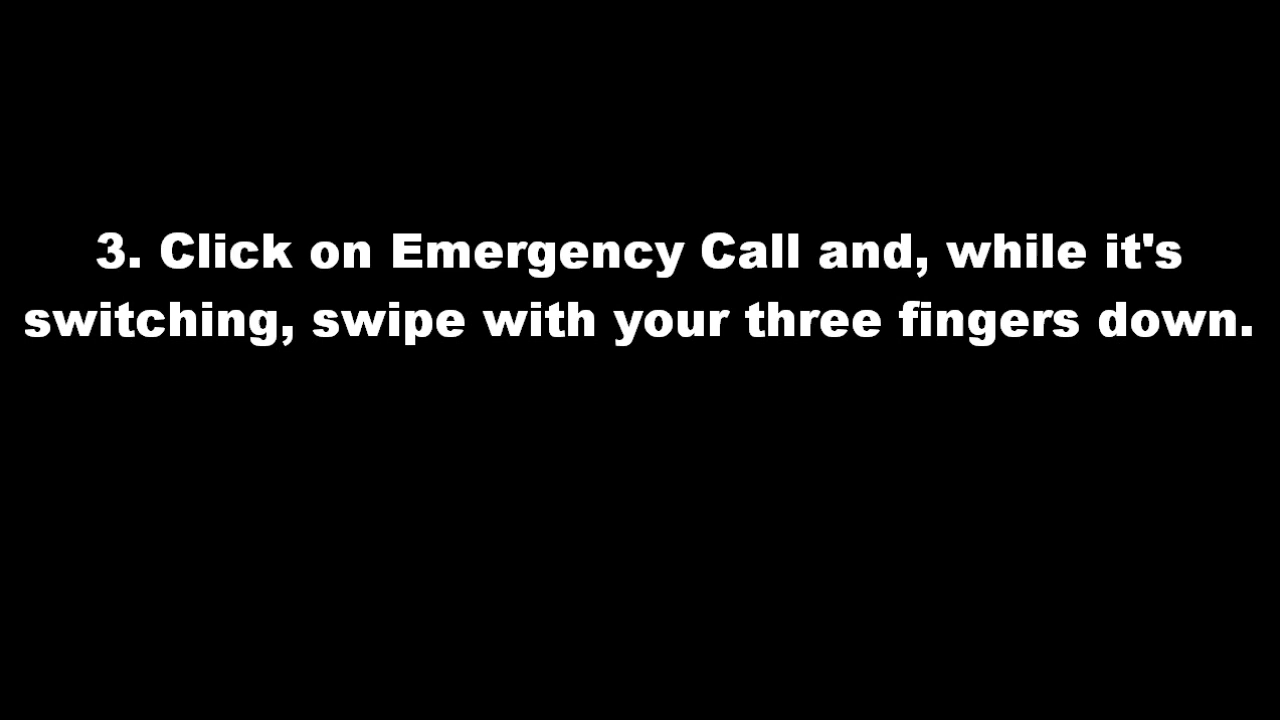 3. Click on Emergency Call and, while it's
switching, swipe with your three fingers down.